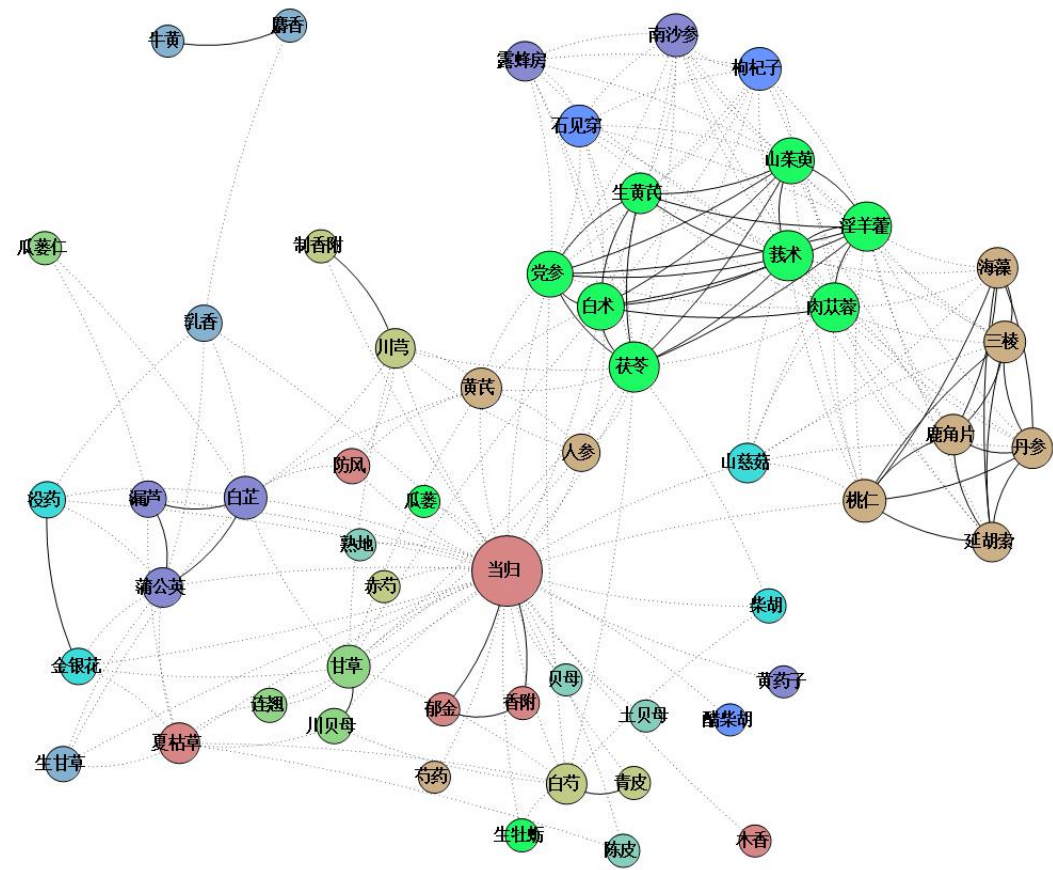 麝香
牛黄
南沙参
露蜂房
枸杞子
石见穿
山茱萸
生黄芪
淫羊藿
瓜蒌仁
制香附
莪术
海藻
党参
白术
肉苁蓉
乳香
川芎
三棱
茯苓
黄芪
鹿角片
丹参
人参
山慈菇
防风
没药
漏芦
白芷
瓜蒌
桃仁
熟地
延胡索
当归
蒲公英
赤芍
柴胡
金银花
甘草
贝母
黄药子
连翘
郁金
香附
土贝母
醋柴胡
川贝母
夏枯草
生甘草
芍药
白芍
青皮
生牡蛎
陈皮
木香